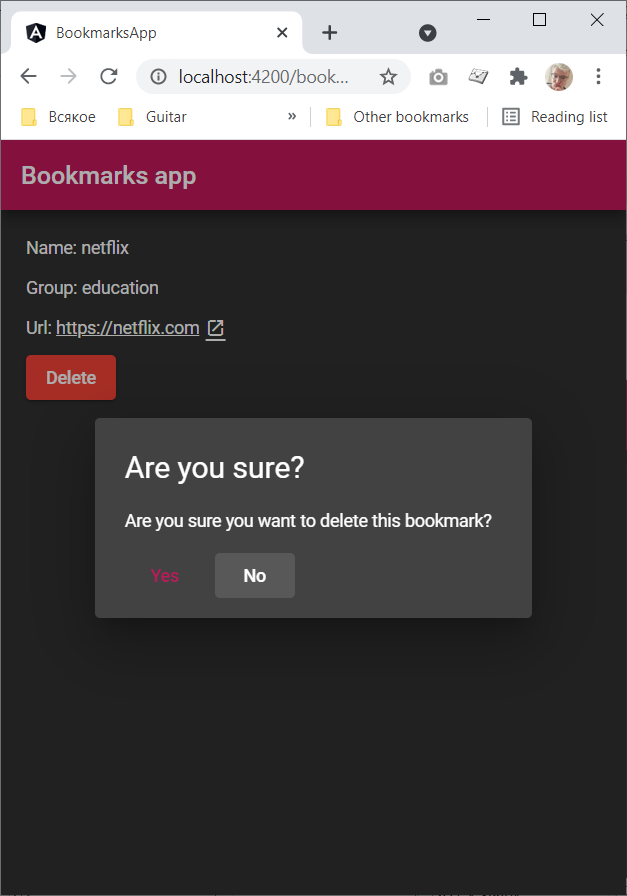 BookmarksApp
localhost:4200/book...
Всякое
Guitar
»
Other bookmarks
Reading list
Bookmarks app
Name: netflix
Group: education
Url: https://netflix.com
Delete
Are you sure?
Are you sure you want to delete this bookmark?
Yes
No